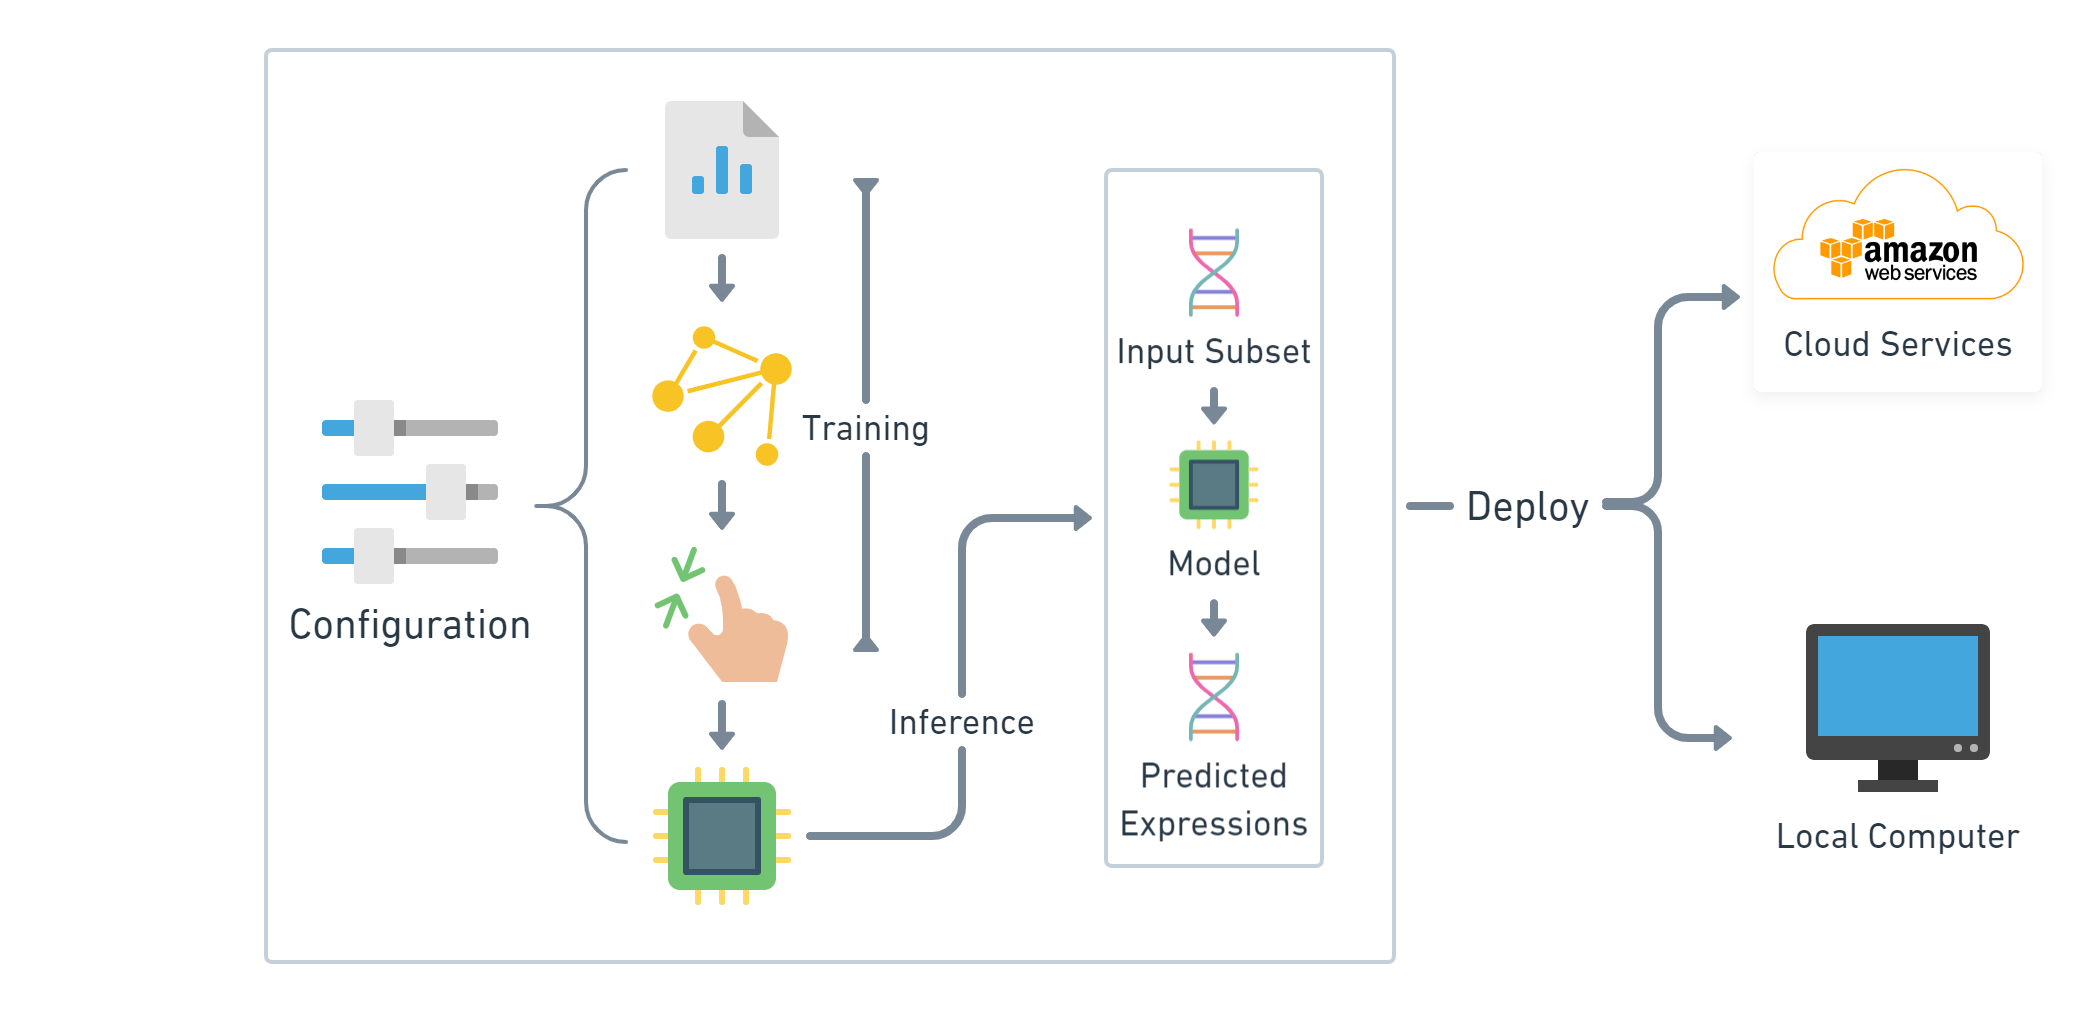 Configuration
Training
Inference
Input Subset
Model
Predicted
Expressions
Deploy
amazon
web services
Cloud Services
Local Computer